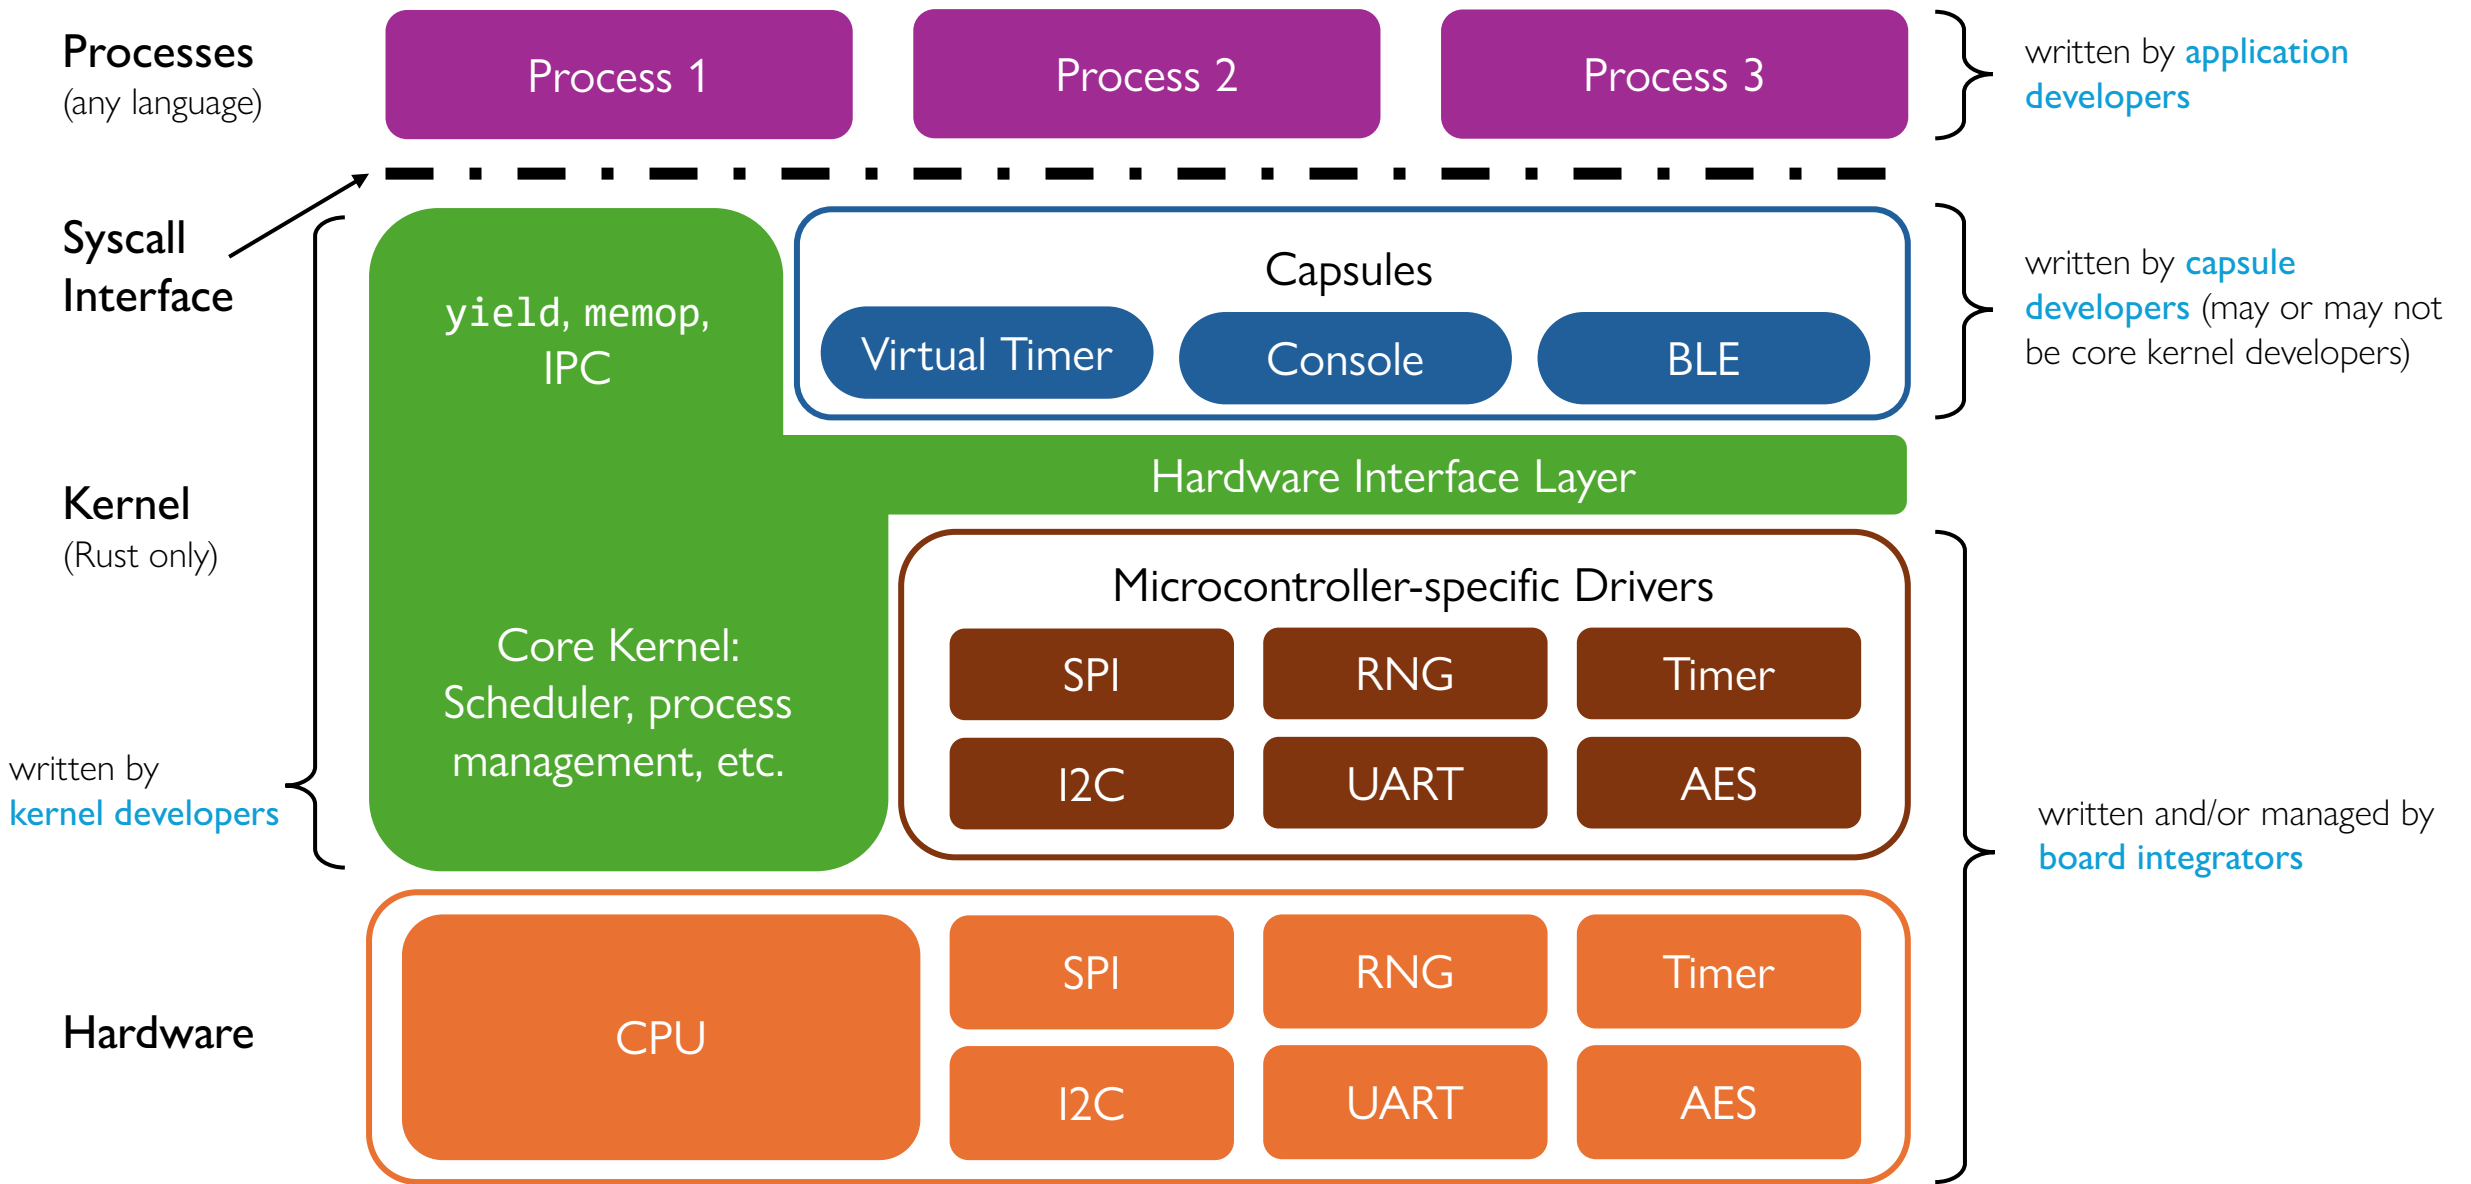 Processes
(any language)
Process 1
Process 2
Process 3
written by application
developers
Syscall
Interface
yield, memop,
IPC
Capsules
Virtual Timer
Console
BLE
written by capsule
developers (may or may not
be core kernel developers)
Hardware Interface Layer
Kernel
(Rust only)
Core Kernel:
Scheduler, process
management, etc.
written by
kernel developers
Microcontroller-specific Drivers
SPI
RNG
Timer
I2C
UART
AES
written and/or managed by
board integrators
Hardware
CPU
SPI
RNG
Timer
I2C
UART
AES